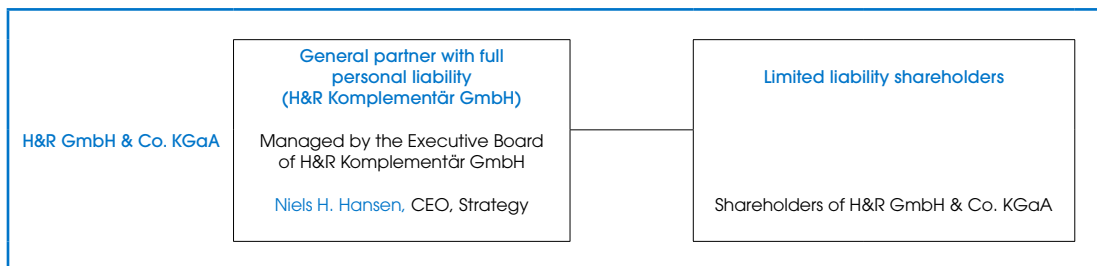 H&R GmbH & Co. KGaA
General partner with full
personal liability
(H&R Komplementär GmbH)
Managed by the Executive Board
of H&R Komplementär GmbH
Niels H. Hansen, CEO, Strategy
Limited liability shareholders
Shareholders of H&R GmbH & Co. KGaA